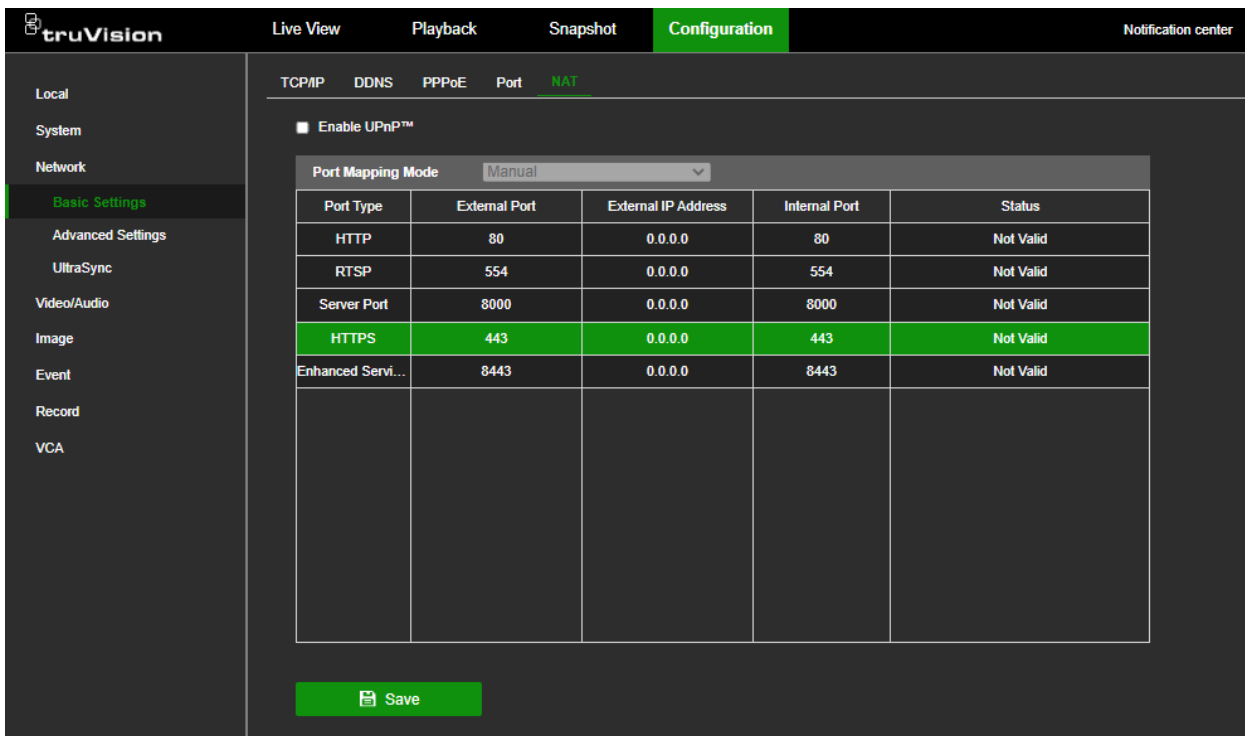 truVision Live View Playback Snapshot Configuration Notification center
TCP/IP DDNS PPPoE Port NAT
Local
System
Network
Basic Settings
Advanced Settings
UltraSync
Video/Audio
Image
Event
Record
VCA
Enable UPnP™
Port Mapping Mode Manual
Port Type External Port External IP Address Internal Port Status
HTTP 80 0.0.0.0 80 Not Valid
RTSP 554 0.0.0.0 554 Not Valid
Server Port 8000 0.0.0.0 8000 Not Valid
HTTPS 443 0.0.0.0 443 Not Valid
Enhanced Servi... 8443 0.0.0.0 8443 Not Valid
Save